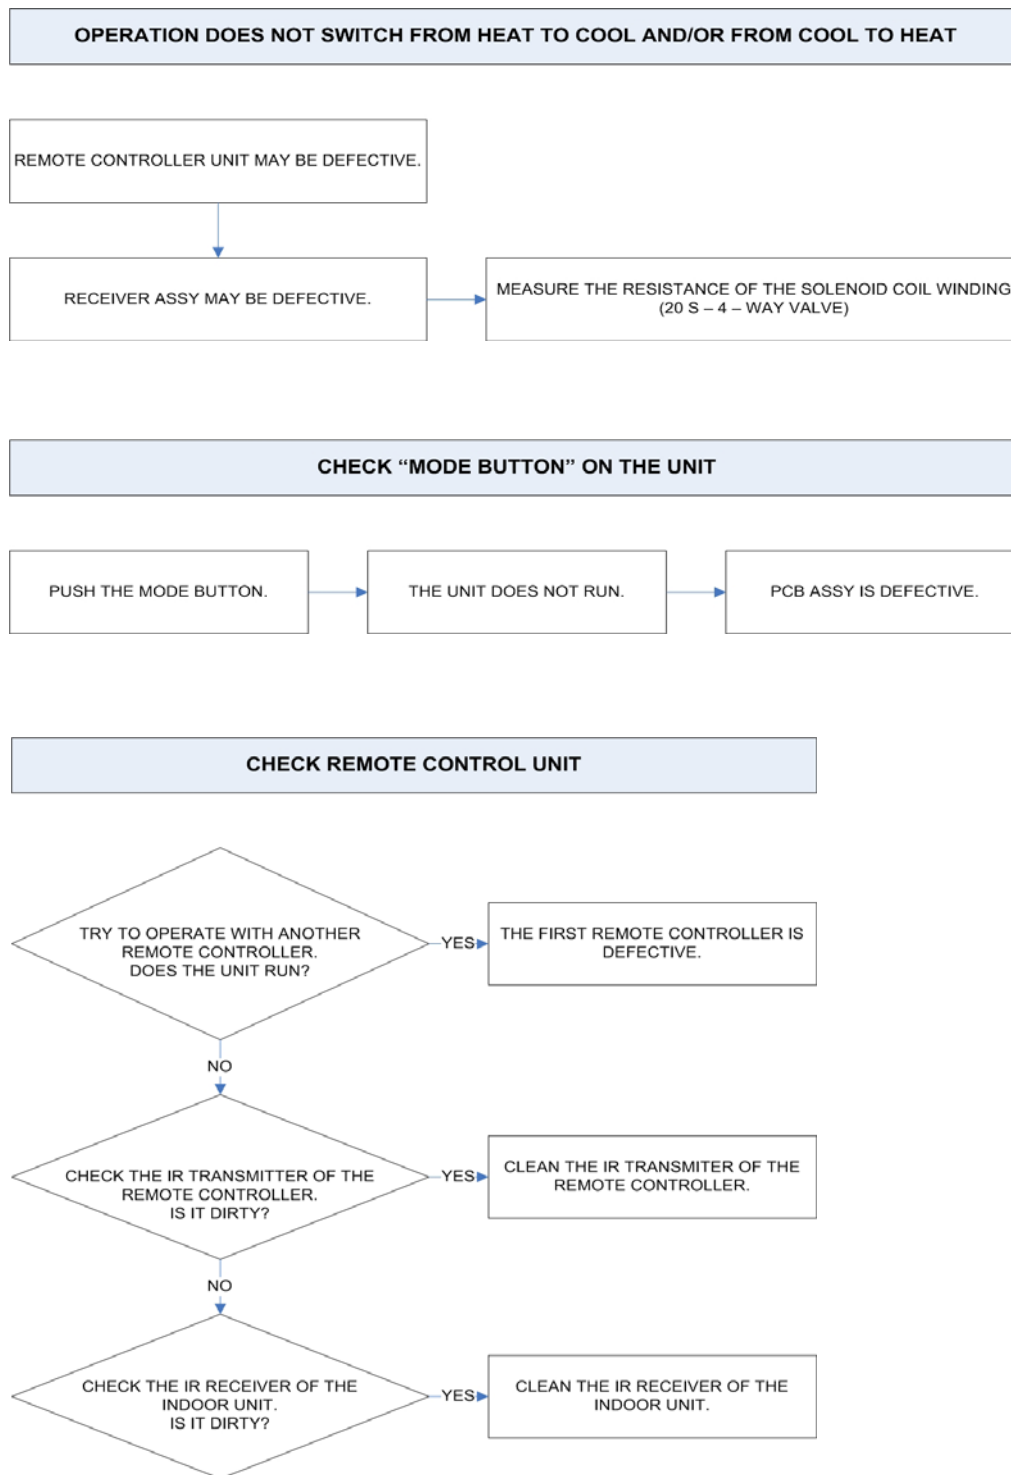 OPERATION DOES NOT SWITCH FROM HEAT TO COOL AND/OR FROM COOL TO HEAT
REMOTE CONTROLLER UNIT MAY BE DEFECTIVE.
RECEIVER ASSY MAY BE DEFECTIVE.
MEASURE THE RESISTANCE OF THE SOLENOID COIL WINDING
(20 S – 4 – WAY VALVE)
CHECK “MODE BUTTON” ON THE UNIT
PUSH THE MODE BUTTON.
THE UNIT DOES NOT RUN.
PCB ASSY IS DEFECTIVE.
CHECK REMOTE CONTROL UNIT
TRY TO OPERATE WITH ANOTHER
REMOTE CONTROLLER.
DOES THE UNIT RUN?
YES
THE FIRST REMOTE CONTROLLER IS
DEFECTIVE.
NO
CHECK THE IR TRANSMITTER OF THE
REMOTE CONTROLLER.
IS IT DIRTY?
YES
CLEAN THE IR TRANSMITER OF THE
REMOTE CONTROLLER.
NO
CHECK THE IR RECEIVER OF THE
INDOOR UNIT.
IS IT DIRTY?
YES
CLEAN THE IR RECEIVER OF THE
INDOOR UNIT.